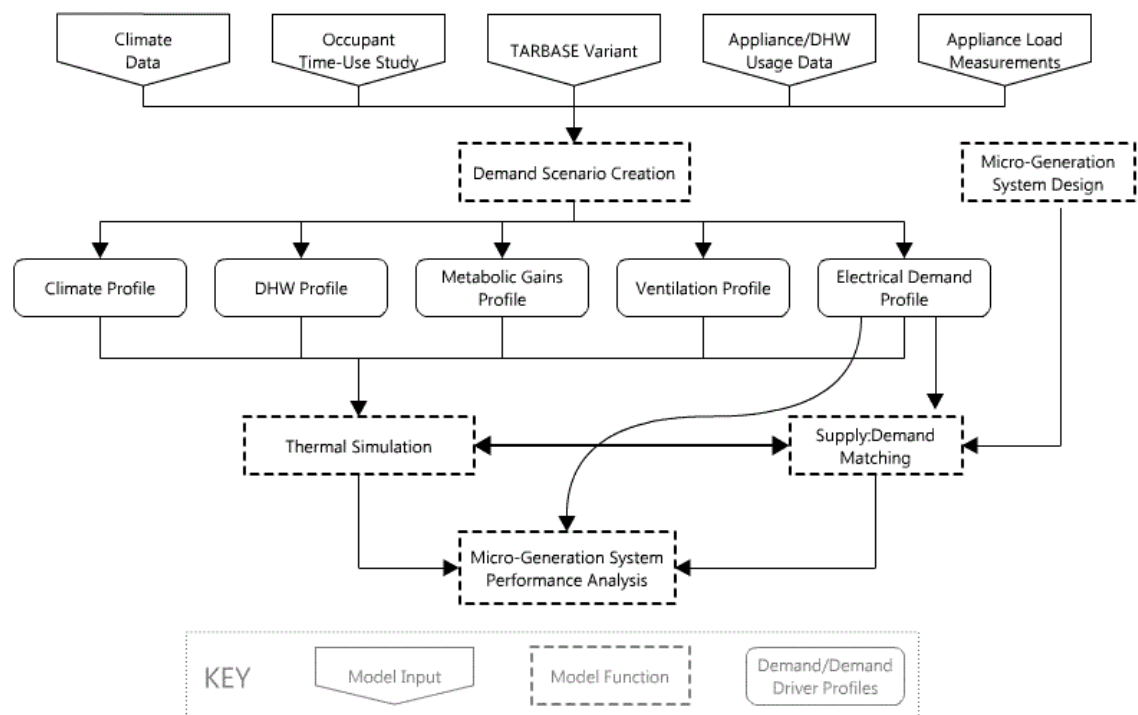 Climate
Data
Occupant
Time-Use Study
TARBASE Variant
Appliance/DHW
Usage Data
Appliance Load
Measurements
Demand Scenario Creation
Micro-Generation
System Design
Climate Profile
DHW Profile
Metabolic Gains
Profile
Ventilation Profile
Electrical Demand
Profile
Thermal Simulation
Supply:Demand
Matching
Micro-Generation System
Performance Analysis
KEY
Model Input
Model Function
Demand/Demand
Driver Profiles